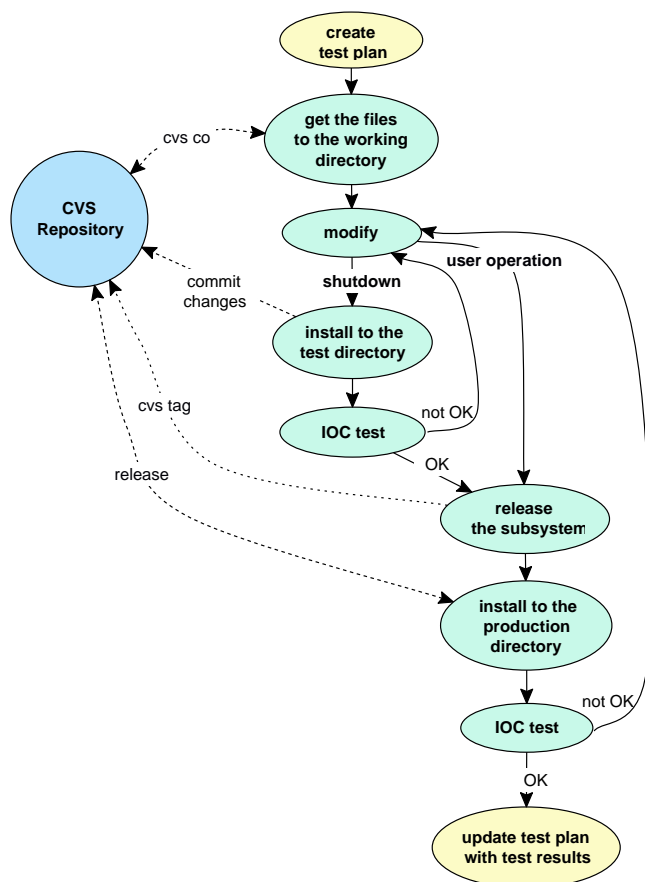 create
test plan
get the files
to the working
directory
cvs co
CVS
Repository
modify
user operation
shutdown
commit
changes
install to the
test directory
cvs tag
not OK
IOC test
OK
release
release
the subsystem
install to the
production
directory
not OK
IOC test
OK
update test plan
with test results